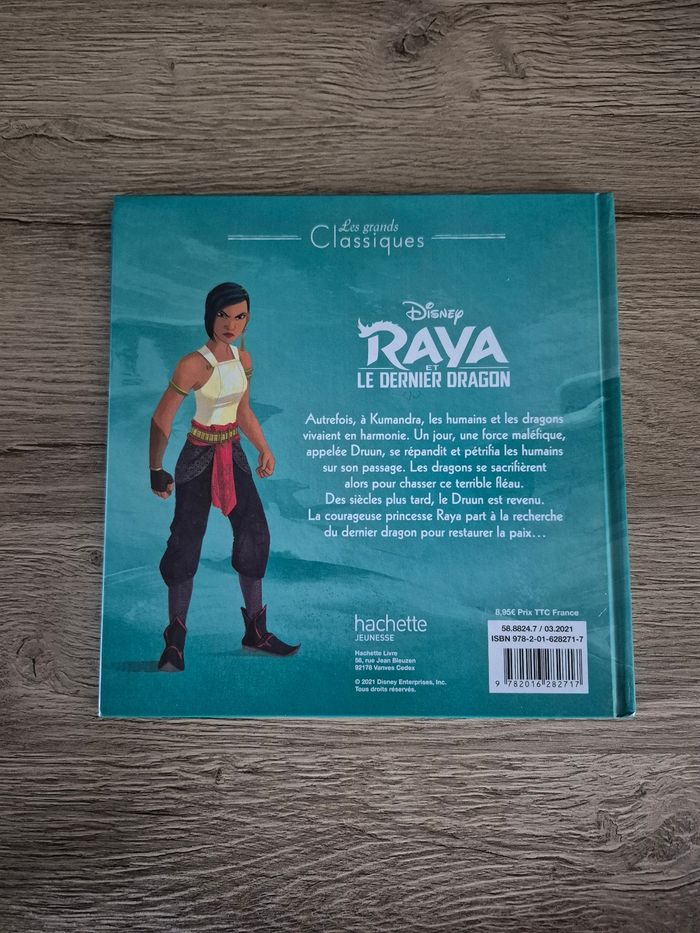 Les grands
Classiques
Disney
RAYA
ET
LE DERNIER DRAGON
Autrefois, à Kumandra, les humains et les dragons
vivaient en harmonie. Un jour, une force maléfique,
appelée Druun, se répandit et pétrifia les humains
sur son passage. Les dragons se sacrifièrent
alors pour chasser ce terrible fléau.
Des siècles plus tard, le Druun est revenu.
La courageuse princesse Raya part à la recherche
du dernier dragon pour restaurer la paix…
8,95€ Prix TTC France
58.8824.7 / 03.2021
ISBN 978-2-01-628271-7
9 782016 282717
hachette
JEUNESSE
Hachette Livre
58, rue Jean Bleuzen
92178 Vanves Cedex
© 2021 Disney Enterprises, Inc.
Tous droits réservés.